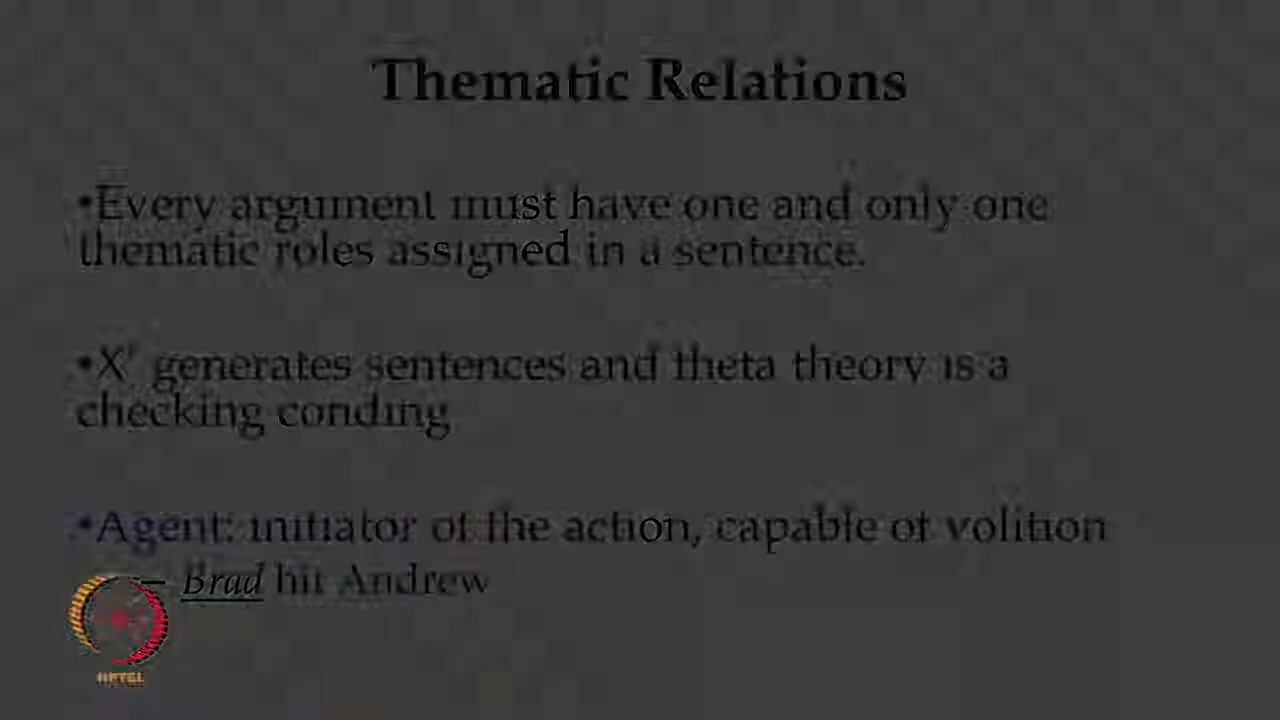 Thematic Relations
•Every argument must have one and only one
thematic roles assigned in a sentence.
•X' generates sentences and theta theory is a
checking conding
•Agent: initiator of the action, capable of volition
– Brad hit Andrew
NPTEL